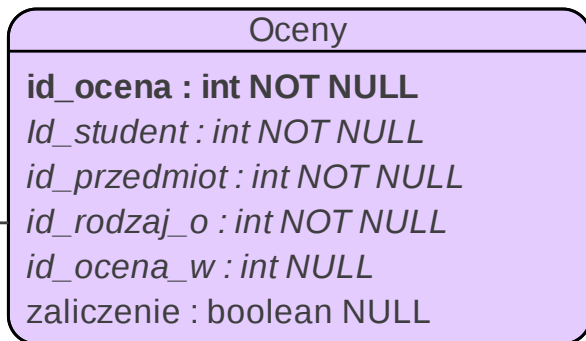 Oceny
id_ocena : int NOT NULL
Id_student : int NOT NULL
id_przedmiot : int NOT NULL
id_rodzaj_o : int NOT NULL
id_ocena_w : int NULL
zaliczenie : boolean NULL